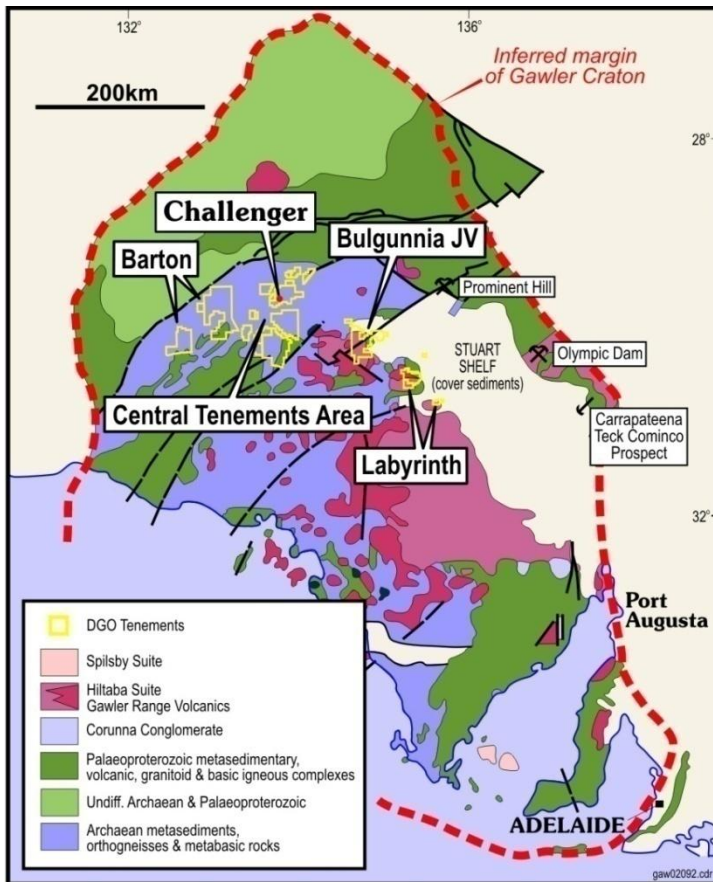 132°
136°
Inferred margin
of Gawler Craton
200km
28°
Challenger
Bulgunnia JV
Barton
Prominent Hill
STUART
SHELF
(cover sediments)
Olympic Dam
Central Tenements Area
Carrapateena
Teck Cominco
Prospect
Labyrinth
32°
Port
Augusta
DGO Tenements
Spilsby Suite
Hiltaba Suite
Gawler Range Volcanics
Corunna Conglomerate
Palaeoproterozoic metasedimentary,
volcanic, granitoid & basic igneous complexes
Undiff. Archaean & Palaeoproterozoic
Archaean metasediments,
orthogneisses & metabasic rocks
ADELAIDE
gaw02092.cdr